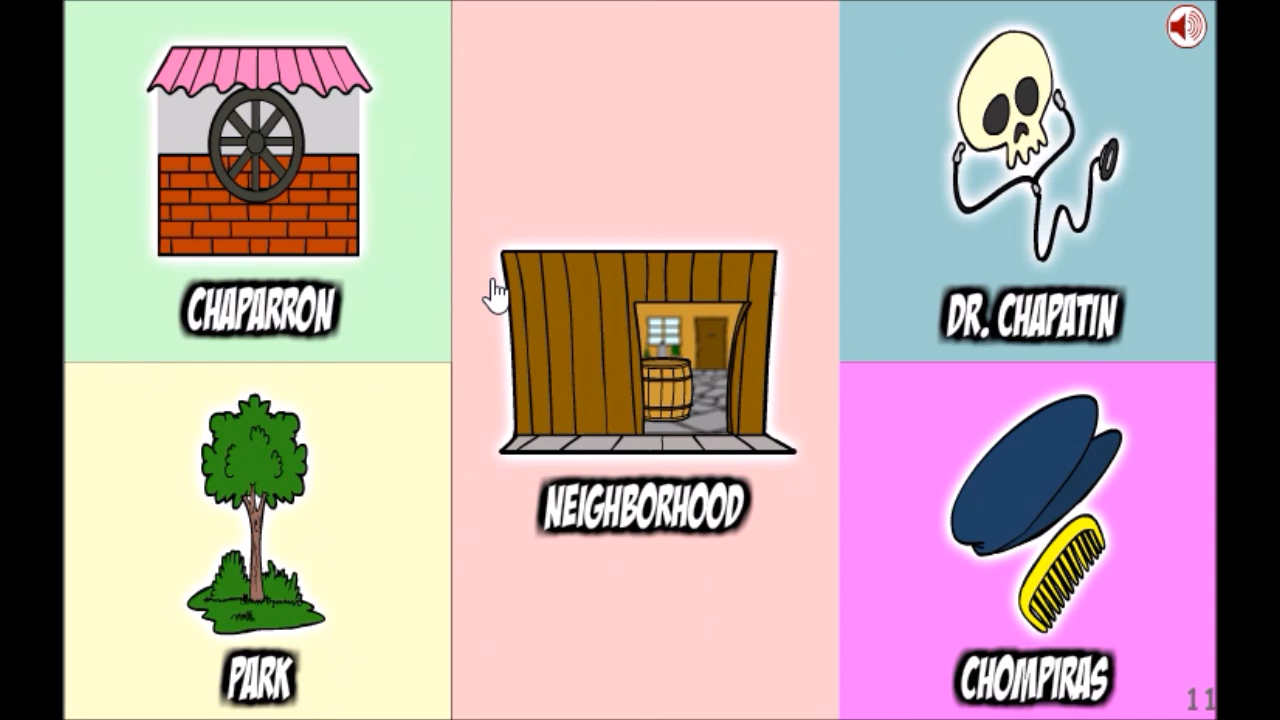 CHAPARRON
DR. CHAPATIN
NEIGHBORHOOD
PARK
CHOMPIRAS
11